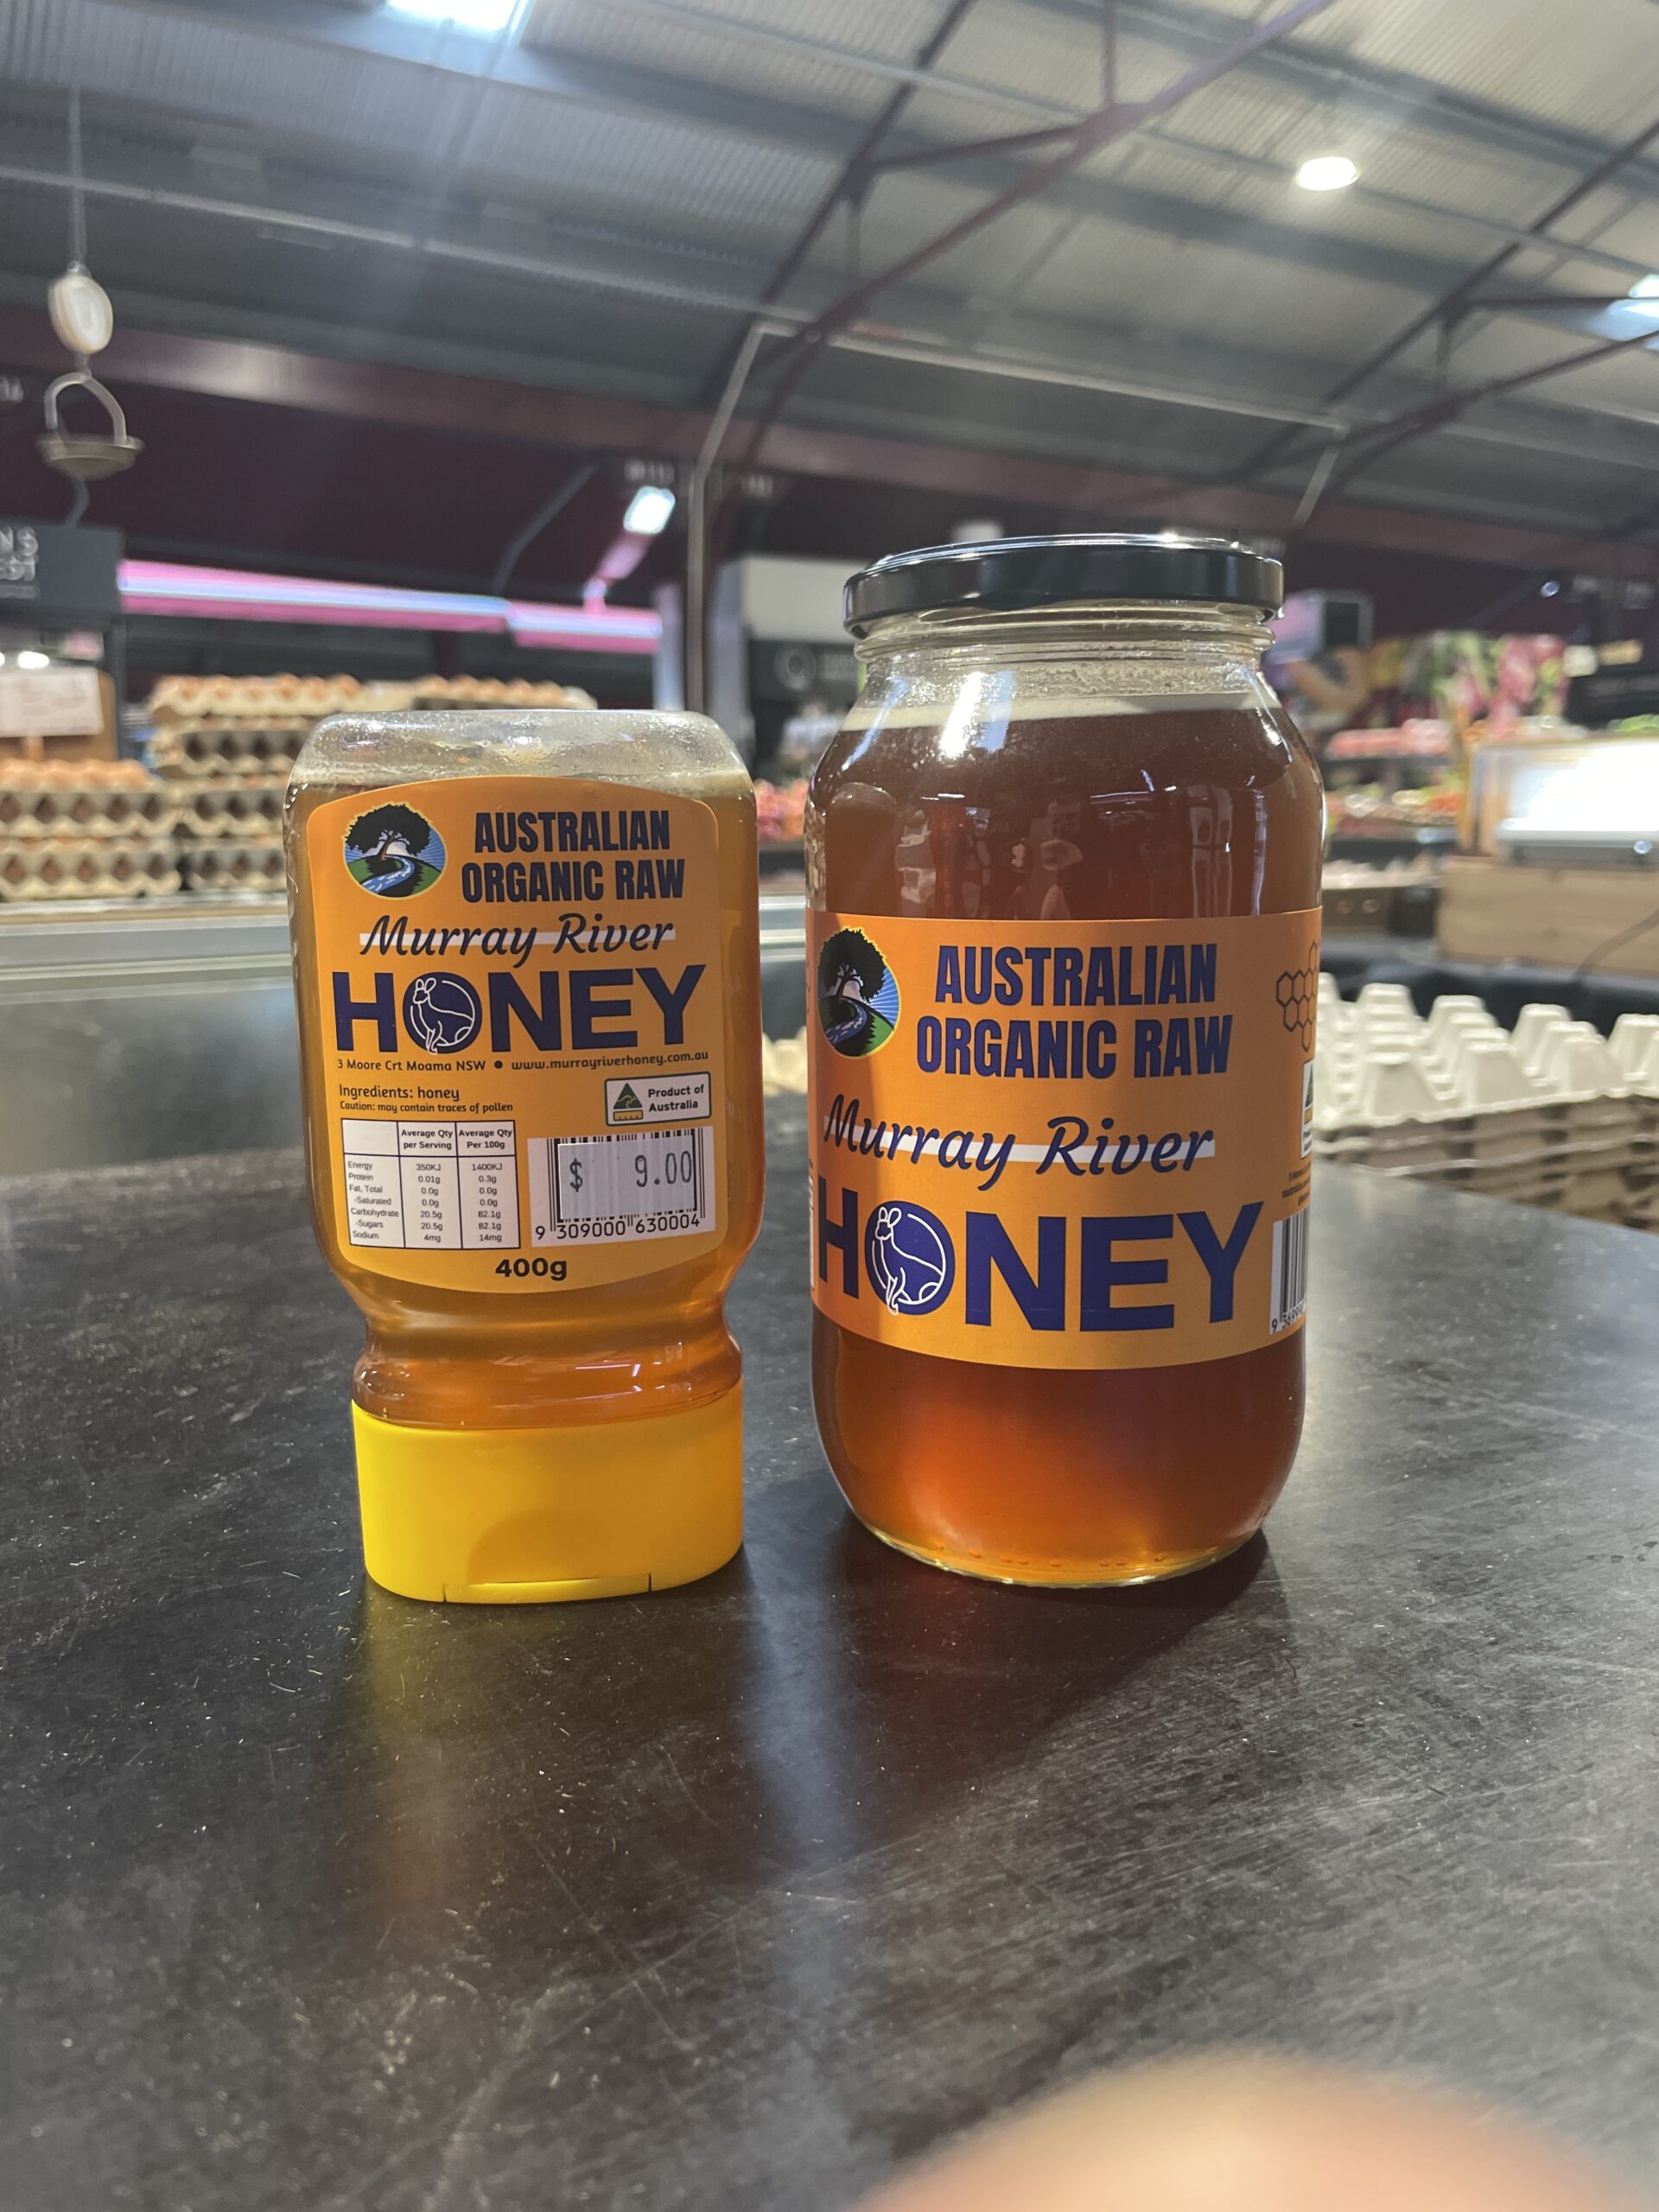 AUSTRALIAN
ORGANIC RAW
Murray River
HONEY
3 Moore Crt Moama NSW ● www.murrayriverhoney.com.au
Ingredients: honey
Caution: may contain traces of pollen
Product of
Australia
Average Qty per Serving Average Qty Per 100g
Energy 350KJ 1400KJ
Protein 0.01g 0.3g
Fat, Total 0.0g 0.0g
-Saturated 0.0g 0.0g
Carbohydrate 20.5g 82.1g
-Sugars 20.5g 82.1g
Sodium 4mg 14mg
$ 9.00
9 309000 630004
400g
AUSTRALIAN
ORGANIC RAW
Murray River
HONEY